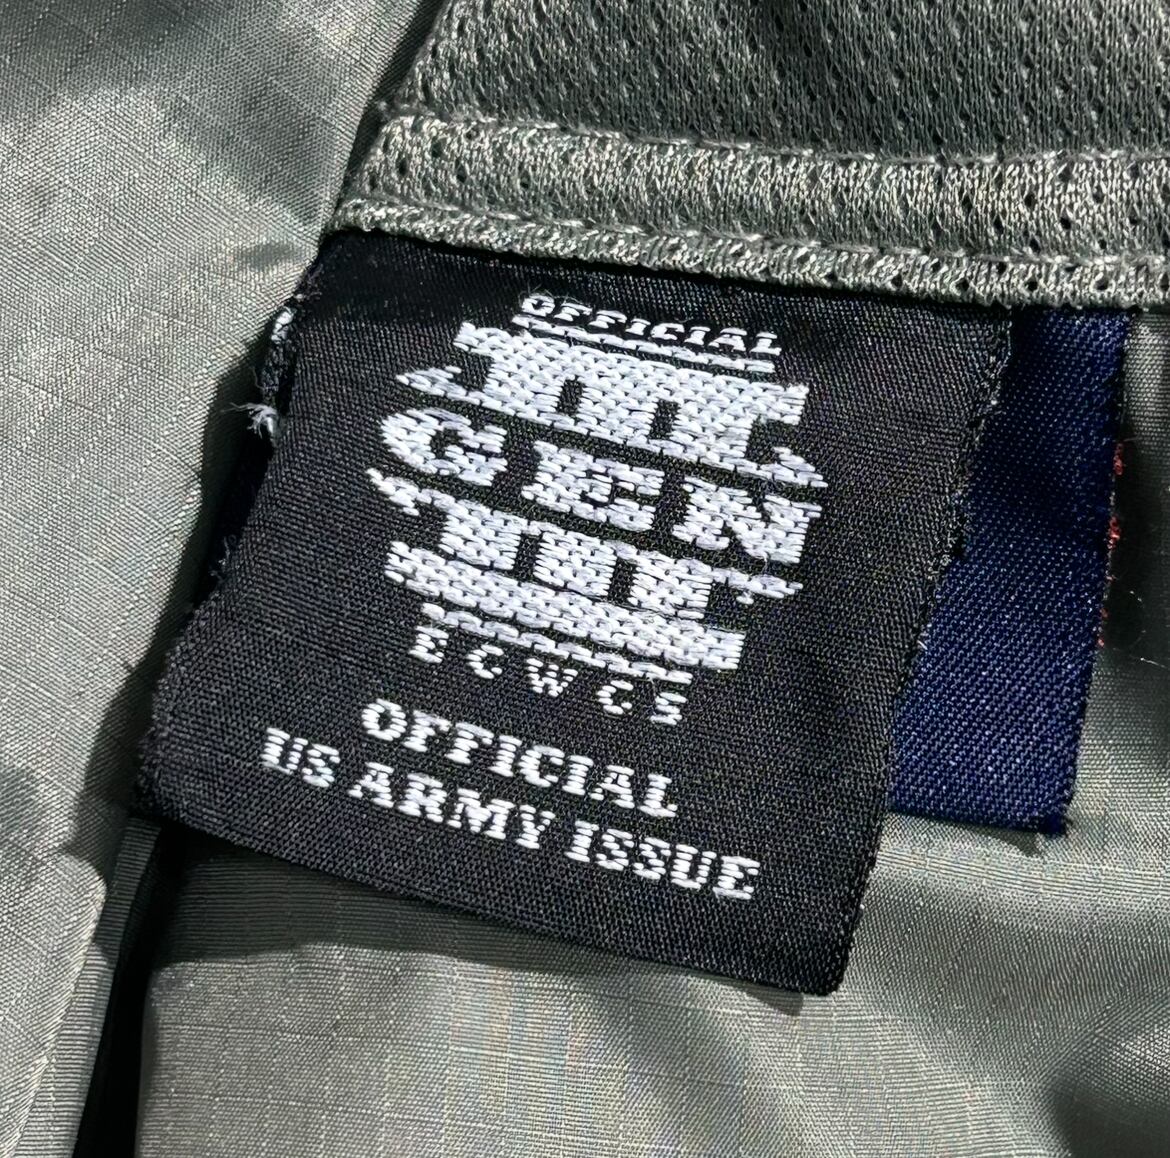 OFFICIAL
III
GEN
III
ECWCS
OFFICIAL
US ARMY ISSUE